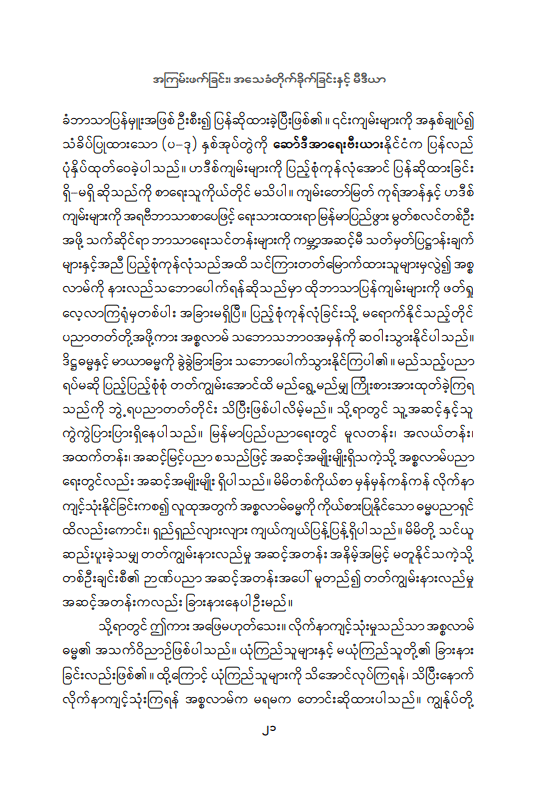 အကြမ်းဖက်ခြင်း၊ အသေခံတိုက်ခိုက်ခြင်းနှင့် မီဒီယာ
ခံဘာသာပြန်မှူးအဖြစ် ဦးစီး၍ ပြန်ဆိုထားခဲ့ပြီးဖြစ်၏။ ၎င်းကျမ်းများကို အနှစ်ချုပ်၍
သံခိပ်ပြုထားသော (ပ–ဒု) နှစ်အုပ်တွဲကို ဆော်ဒီအာရေးဗီးယားနိုင်ငံက ပြန်လည်
ပုံနှိပ်ထုတ်ဝေခဲ့ပါသည်။ ဟဒီစ်ကျမ်းများကို ပြည့်စုံကုန်လုံအောင် ပြန်ဆိုထားခြင်း
ရှိ–မရှိ ဆိုသည်ကို စာရေးသူကိုယ်တိုင် မသိပါ။ ကျမ်းတော်မြတ် ကုရ်အာန်နှင့် ဟဒီစ်
ကျမ်းများကို အရဗီဘာသာစာပေဖြင့် ရေးသားထားရာ မြန်မာပြည်ဖွား မွတ်စလင်တစ်ဦး
အဖို့ သက်ဆိုင်ရာ ဘာသာရေးသင်တန်းများကို ကမ္ဘာ့အဆင့်မီ သတ်မှတ်ပြဋ္ဌာန်းချက်
များနှင့်အညီ ပြည့်စုံကုန်လုံသည်အထိ သင်ကြားတတ်မြောက်ထားသူများမှလွဲ၍ အစ္စ
လာမ်ကို နားလည်သဘောပေါက်ရန်ဆိုသည်မှာ ထိုဘာသာပြန်ကျမ်းများကို ဖတ်ရှု
လေ့လာကြရုံမှတစ်ပါး အခြားမရှိပြီ။ ပြည့်စုံကုန်လုံခြင်းသို့ မရောက်နိုင်သည့်တိုင်
ပညာတတ်တို့အဖို့ကား အစ္စလာမ် သဘောသဘာဝအမှန်ကို ဆဝါးသွားနိုင်ပါသည်။
ဒိဋ္ဌဓမ္မနှင့် မာယာဓမ္မကို ခွဲခွဲခြားခြား သဘောပေါက်သွားနိုင်ကြပါ၏။ မည်သည့်ပညာ
ရပ်မဆို ပြည့်ပြည့်စုံစုံ တတ်ကျွမ်းအောင်ထိ မည်ရွေ့မည်မျှ ကြိုးစားအားထုတ်ခဲ့ကြရ
သည်ကို ဘွဲ့ရပညာတတ်တိုင်း သိပြီးဖြစ်ပါလိမ့်မည်။ သို့ရာတွင် သူ့အဆင့်နှင့်သူ
ကွဲကွဲပြားပြားရှိနေပါသည်။ မြန်မာပြည်ပညာရေးတွင် မူလတန်း၊ အလယ်တန်း၊
အထက်တန်း၊ အဆင့်မြင့်ပညာ စသည်ဖြင့် အဆင့်အမျိုးမျိုးရှိသကဲ့သို့ အစ္စလာမ်ပညာ
ရေးတွင်လည်း အဆင့်အမျိုးမျိုး ရှိပါသည်။ မိမိတစ်ကိုယ်စာ မှန်မှန်ကန်ကန် လိုက်နာ
ကျင့်သုံးနိုင်ခြင်းကစ၍ လူထုအတွက် အစ္စလာမ်ဓမ္မကို ကိုယ်စားပြုနိုင်သော ဓမ္မပညာရှင်
ထိလည်းကောင်း၊ ရှည်ရှည်လျားလျား ကျယ်ကျယ်ပြန့်ပြန့်ရှိပါသည်။ မိမိတို့ သင်ယူ
ဆည်းပူးခဲ့သမျှ တတ်ကျွမ်းနားလည်မှု အဆင့်အတန်း အနိမ့်အမြင့် မတူနိုင်သကဲ့သို့
တစ်ဦးချင်းစီ၏ ဉာဏ်ပညာ အဆင့်အတန်းအပေါ် မူတည်၍ တတ်ကျွမ်းနားလည်မှု
အဆင့်အတန်းကလည်း ခြားနားနေပါဦးမည်။
သို့ရာတွင် ဤကား အဖြေမဟုတ်သေး။ လိုက်နာကျင့်သုံးမှုသည်သာ အစ္စလာမ်
ဓမ္မ၏ အသက်ဝိညာဉ်ဖြစ်ပါသည်။ ယုံကြည်သူများနှင့် မယုံကြည်သူတို့၏ ခြားနား
ခြင်းလည်းဖြစ်၏။ ထို့ကြောင့် ယုံကြည်သူများကို သိအောင်လုပ်ကြရန်၊ သိပြီးနောက်
လိုက်နာကျင့်သုံးကြရန် အစ္စလာမ်က မရမက တောင်းဆိုထားပါသည်။ ကျွန်ုပ်တို့
၂၁